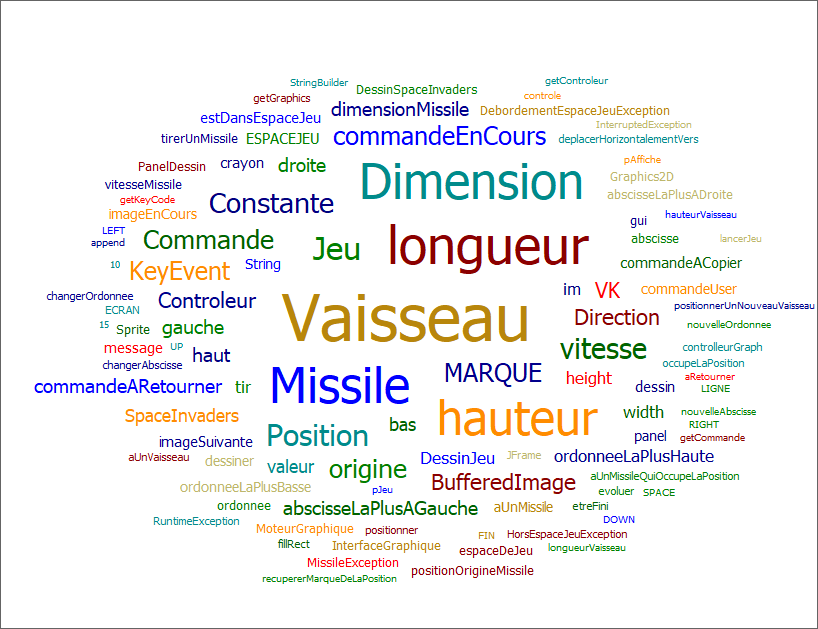 StringBuilder
getControleur
DessinSpaceInvaders
getGraphics
controle
dimensionMissile
DebordementEspaceJeuException
estDansEspaceJeu
InterruptedException
tirerUnMissile
ESPACEJEU
commandeEnCours
deplacerHorizontalementVers
PanelDessin
crayon
droite
pAffiche
Dimension
Graphics2D
vitesseMissile
abscisseLaPlusADroite
getKeyCode
Constante
imageEnCours
hauteurVaisseau
gui
LEFT
append
Commande
Jeu
longueur
abscisse
lancerJeu
10
KeyEvent
String
commandeACopier
im
VK
commandeUser
changerOrdonnee
Controleur
positionnerUnNouveauVaisseau
ECRAN
Vaisseau
Direction
15
Sprite
gauche
nouvelleOrdonnee
message
UP
haut
vitesse
controlleurGraph
changerAbscisse
occupeLaPosition
MARQUE
height
aRetourner
commandeARetourner
tir
Missile
dessin
LIGNE
SpaceInvaders
hauteur
width
nouvelleAbscisse
bas
RIGHT
imageSuivante
Position
panel
getCommande
aUnVaisseau
dessiner
valeur
origine
DessinJeu
JFrame
ordonneeLaPlusHaute
aUnMissileQuiOccupeLaPosition
ordonneeLaPlusBasse
pJeu
BufferedImage
evoluer
SPACE
ordonnee
abscisseLaPlusAGauche
aUnMissile
etreFini
RuntimeException
MoteurGraphique
positionner
DOWN
FIN
HorsEspaceJeuException
fillRect
InterfaceGraphique
espaceDeJeu
longueurVaisseau
MissileException
positionOrigineMissile
recupererMarqueDeLaPosition